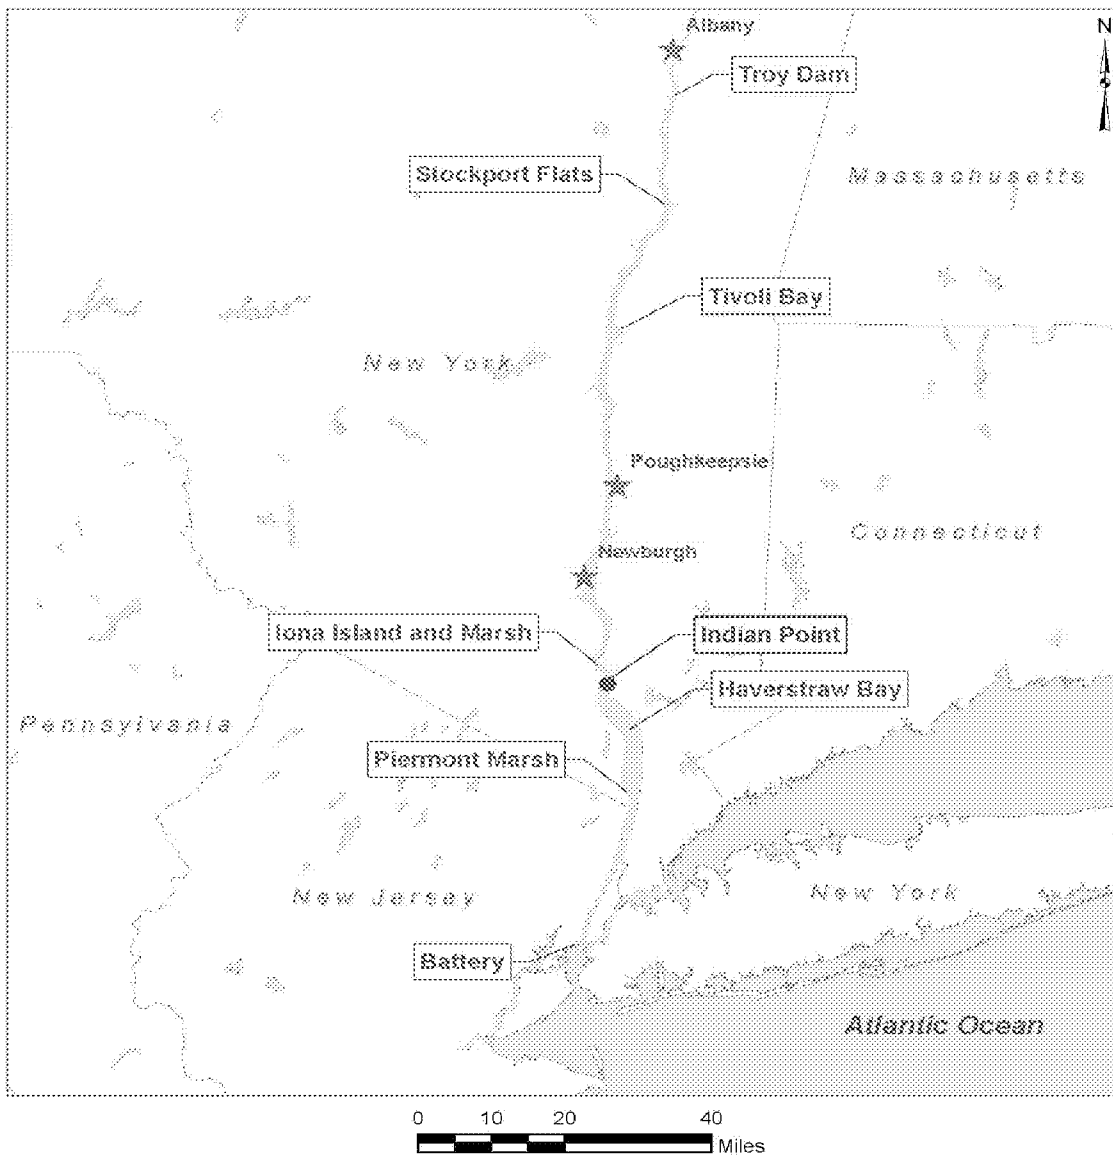 Albany
N
Troy Dam
Stockport Flats
Massachusetts
Tivoli Bay
New York
Poughkeepsie
Connecticut
Newburgh
Iona Island and Marsh
Indian Point
Haverstraw Bay
Pennsylvania
Piermont Marsh
New Jersey
New York
Battery
Atlantic Ocean
0 10 20 40
Miles